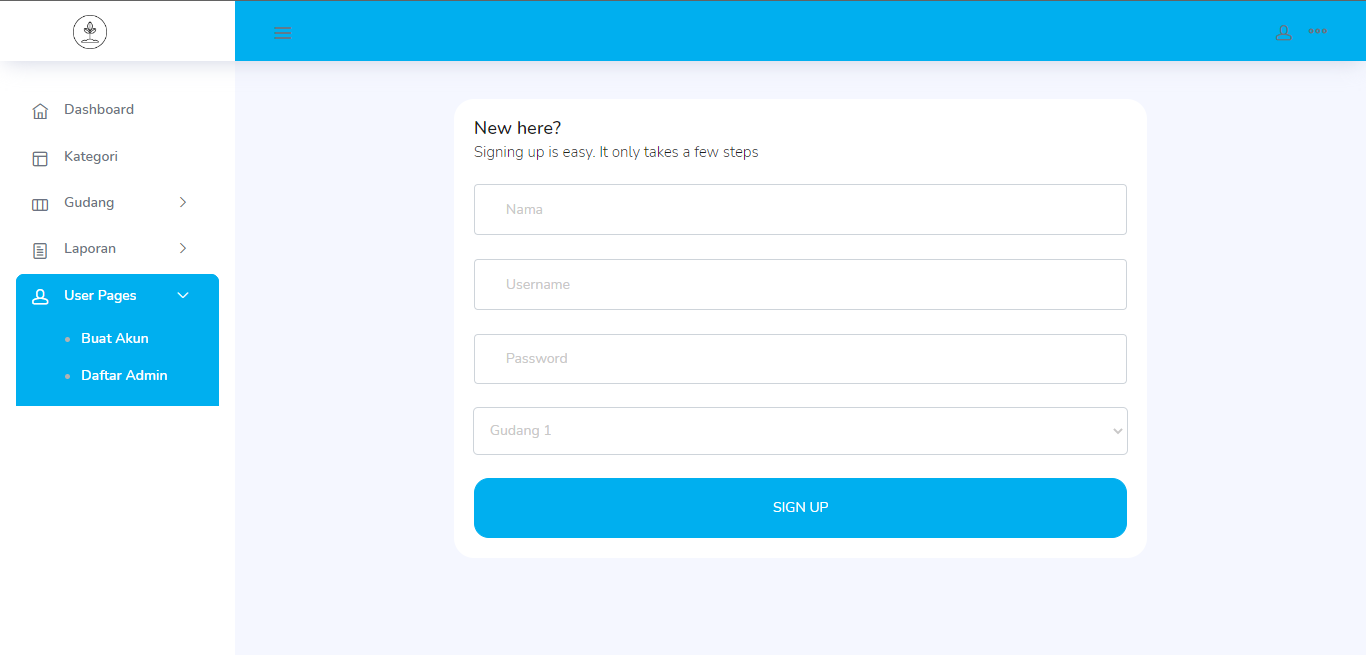 Dashboard
Kategori
Gudang
Laporan
User Pages
Buat Akun
Daftar Admin
New here?
Signing up is easy. It only takes a few steps
Nama
Username
Password
Gudang 1
SIGN UP